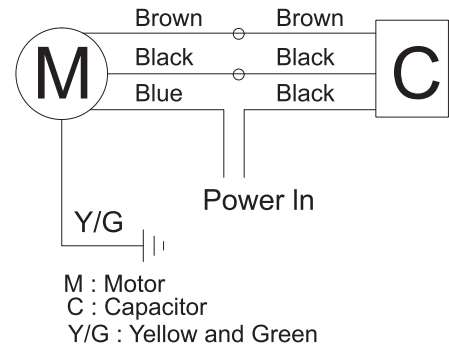 Brown Brown
Black Black
M C
Blue Black
Power In
Y/G
M : Motor
C : Capacitor
Y/G : Yellow and Green